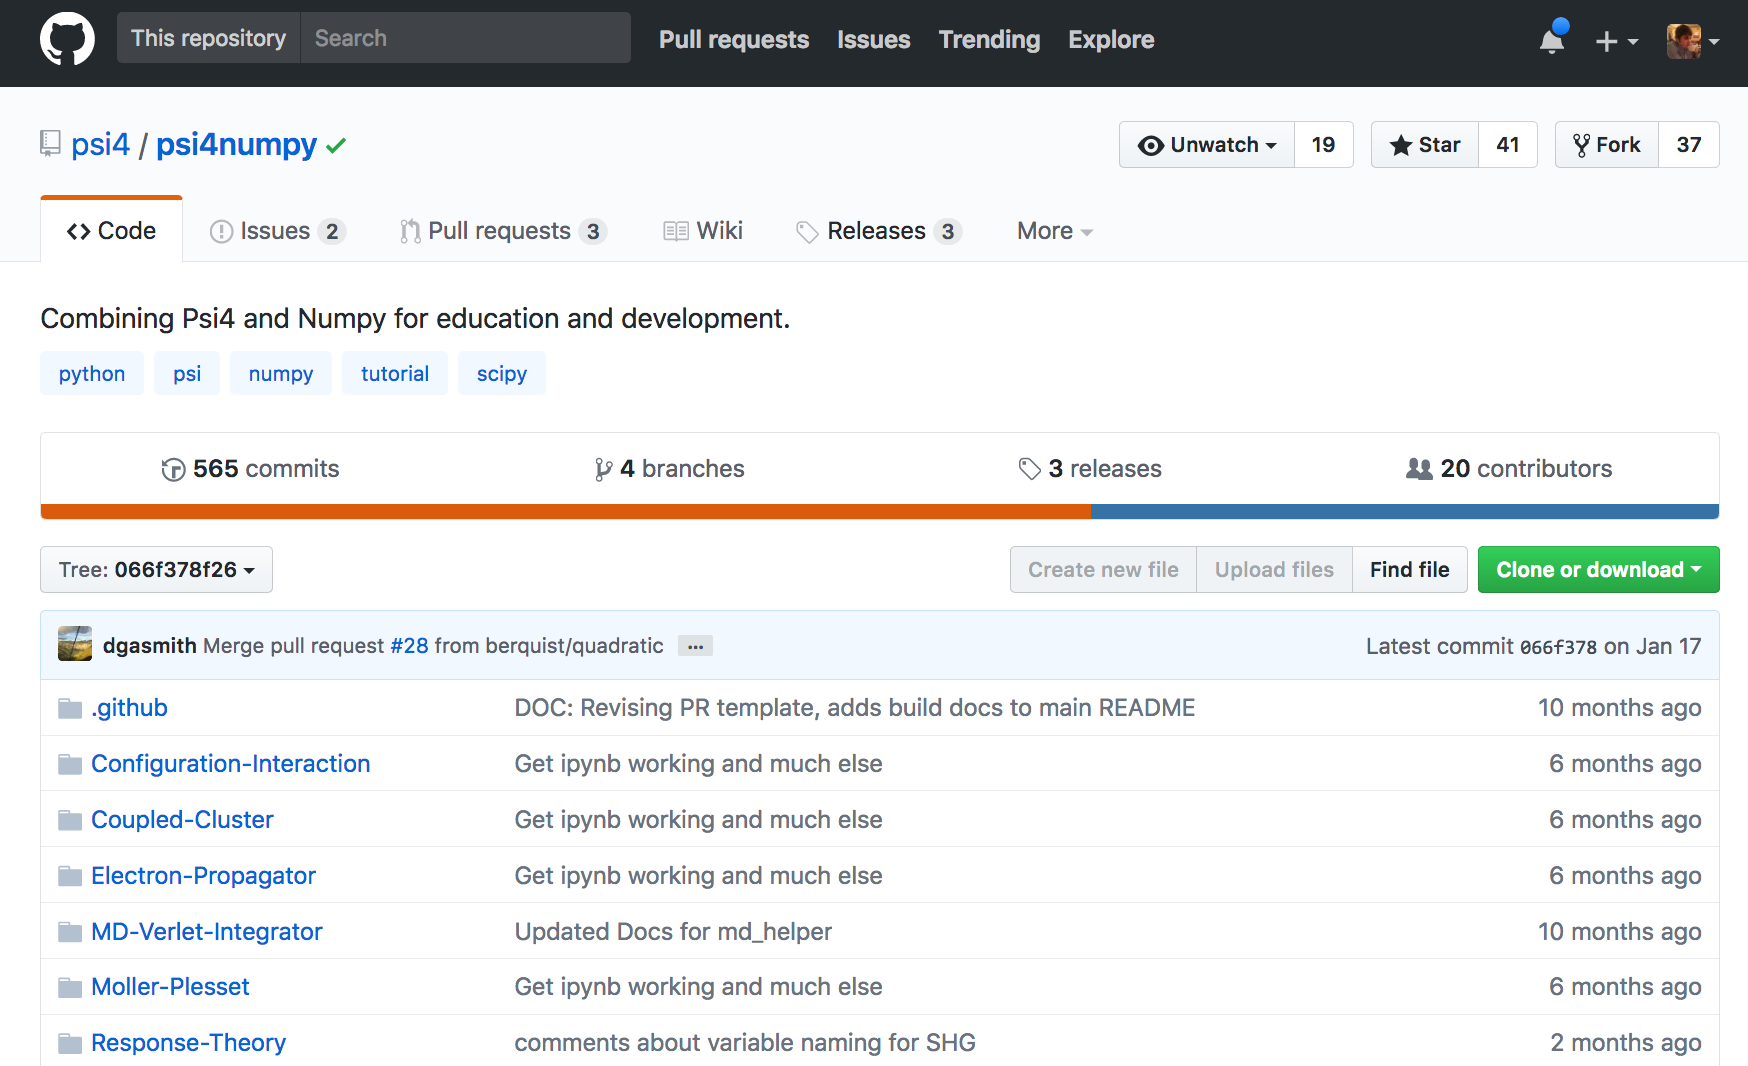 This repository Search Pull requests Issues Trending Explore
psi4 / psi4numpy Unwatch 19 Star 41 Fork 37
Code Issues 2 Pull requests 3 Wiki Releases 3 More
Combining Psi4 and Numpy for education and development.
python psi numpy tutorial scipy
565 commits 4 branches 3 releases 20 contributors
Tree: 066f378f26 Create new file Upload files Find file Clone or download
dgasmith Merge pull request #28 from berquist/quadratic ... Latest commit 066f378 on Jan 17
.github DOC: Revising PR template, adds build docs to main README 10 months ago
Configuration-Interaction Get ipynb working and much else 6 months ago
Coupled-Cluster Get ipynb working and much else 6 months ago
Electron-Propagator Get ipynb working and much else 6 months ago
MD-Verlet-Integrator Updated Docs for md_helper 10 months ago
Moller-Plesset Get ipynb working and much else 6 months ago
Response-Theory comments about variable naming for SHG 2 months ago